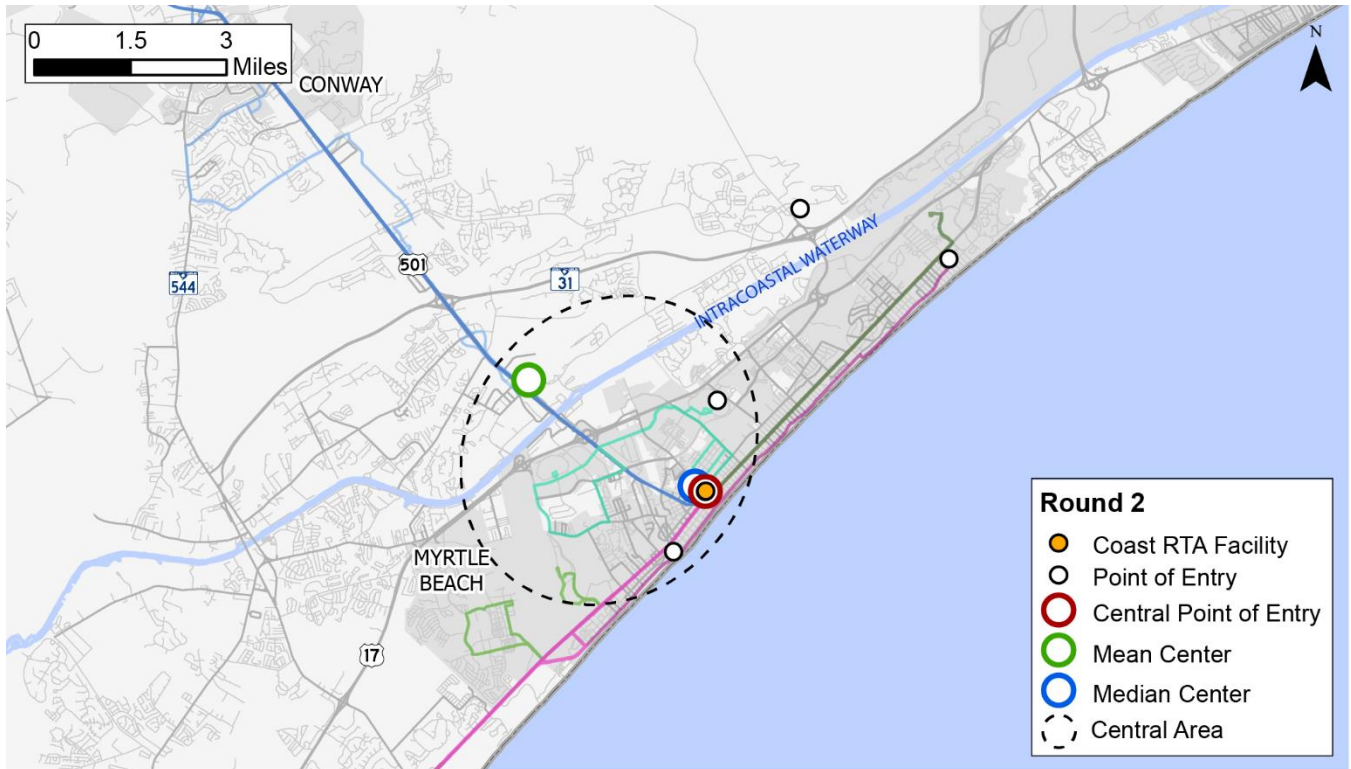 0 1.5 3
Miles
N
CONWAY
501
544
31
INTRACOASTAL WATERWAY
MYRTLE
BEACH
17
Round 2
Coast RTA Facility
Point of Entry
Central Point of Entry
Mean Center
Median Center
Central Area